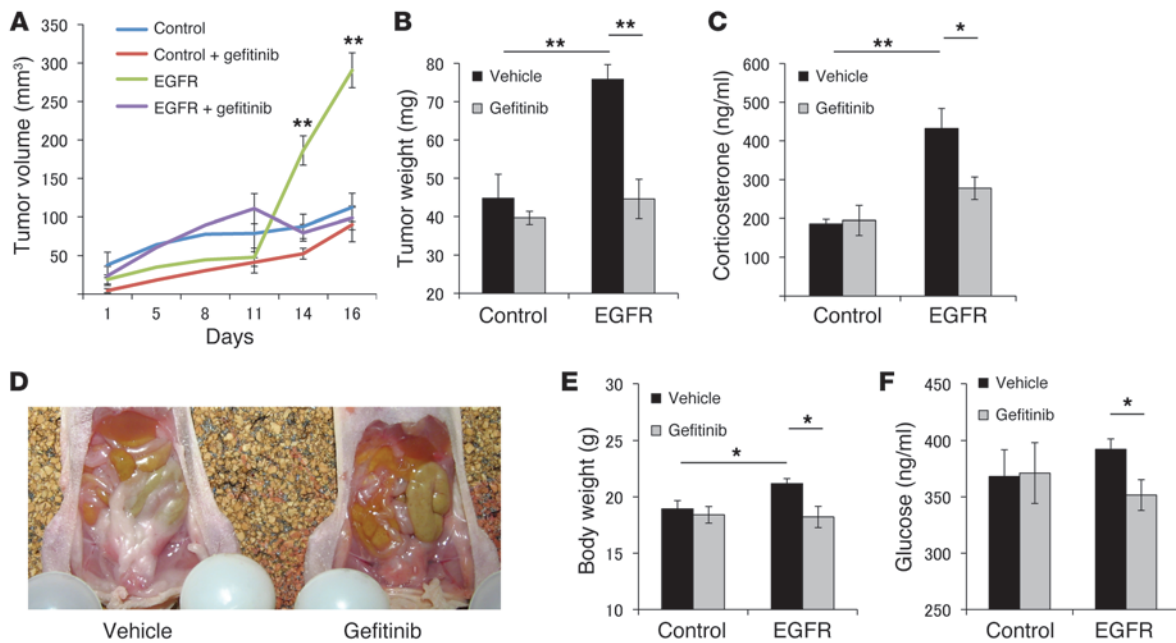 A
Tumor volume (mm³)
350
300
250
200
150
100
50
Control
Control + gefitinib
EGFR
EGFR + gefitinib
**
**
1 5 8 11 14 16
Days
B
Tumor weight (mg)
80
70
60
50
40
30
20
** **
Vehicle
Gefitinib
Control EGFR
C
Corticosterone (ng/ml)
600
500
400
300
200
100
0
** *
Vehicle
Gefitinib
Control EGFR
D
Vehicle Gefitinib
E
Body weight (g)
30
25
20
15
10
Vehicle
Gefitinib
* *
Control EGFR
F
Glucose (ng/ml)
450
400
350
300
250
Vehicle
Gefitinib
*
Control EGFR